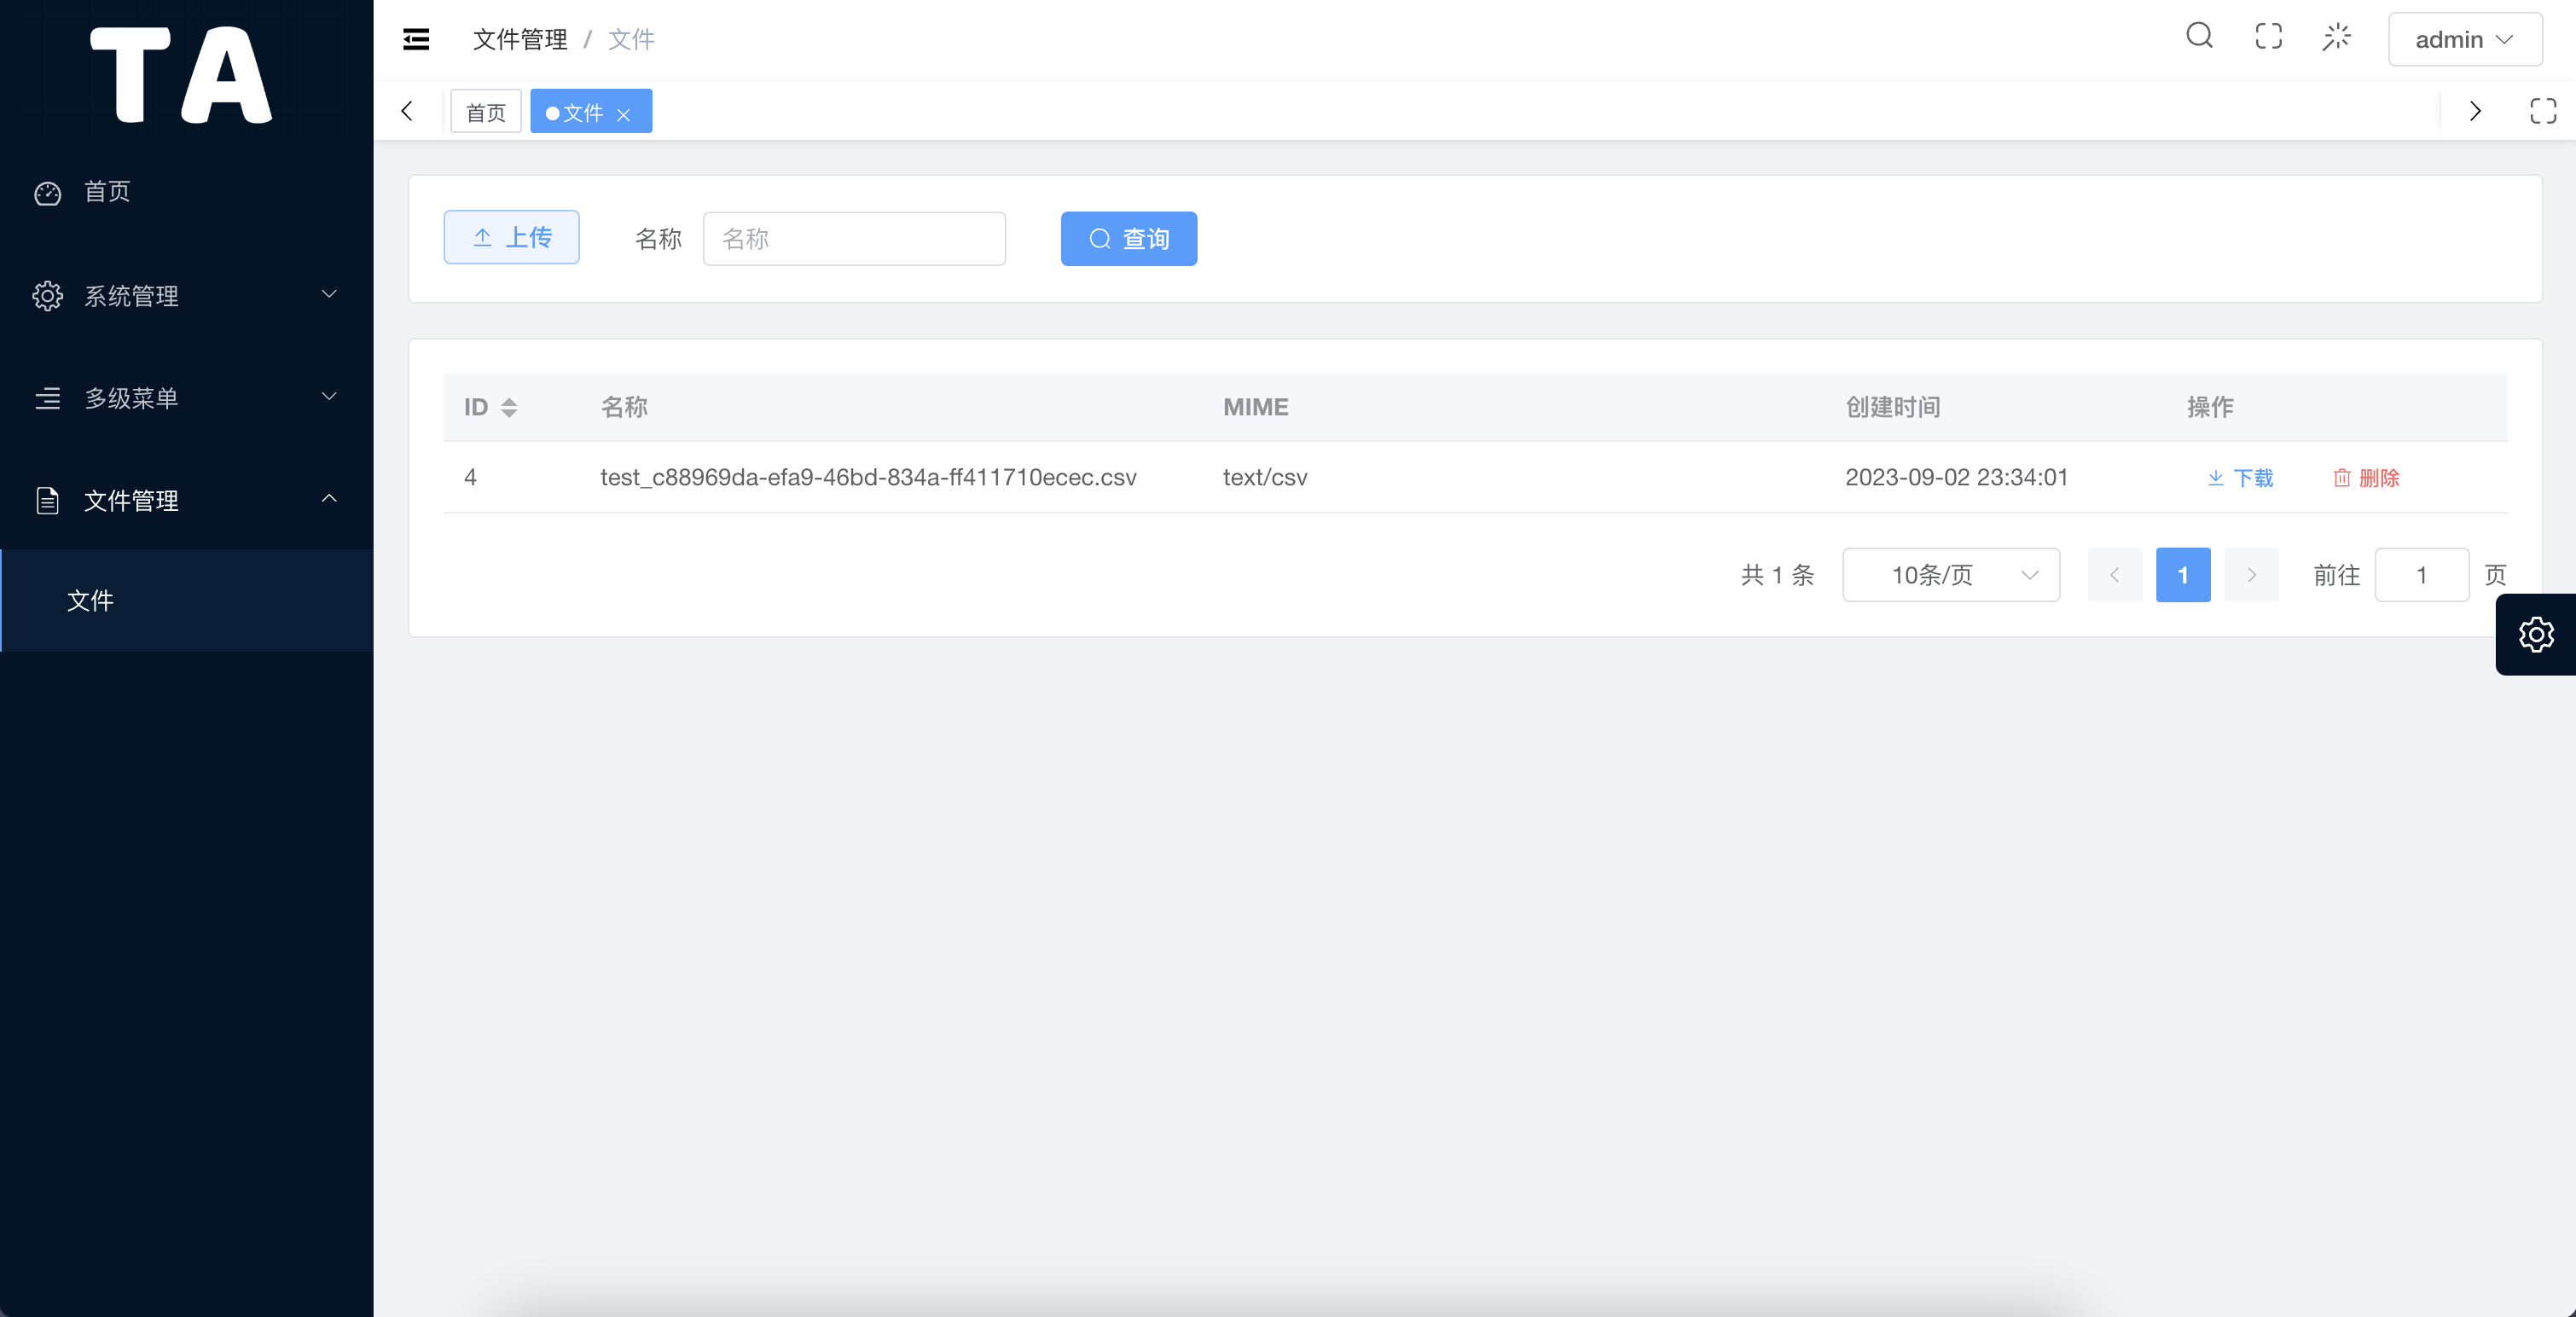 TA
首页
系统管理
多级菜单
文件管理
文件
文件管理 / 文件
admin
首页 文件
上传 名称 名称 查询
ID 名称 MIME 创建时间 操作
4 test_c88969da-efa9-46bd-834a-ff411710ecec.csv text/csv 2023-09-02 23:34:01 下载 删除
共 1 条 10条/页 1 前往 1 页